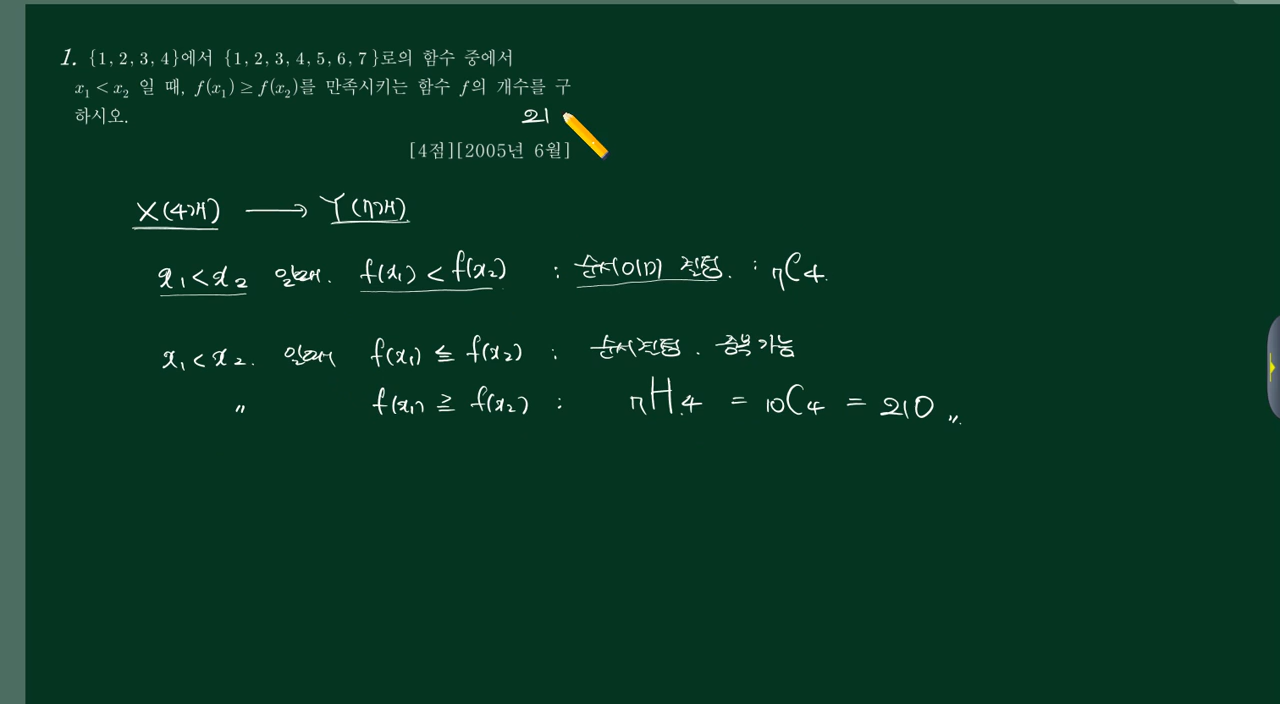 1. {1, 2, 3, 4}에서 {1, 2, 3, 4, 5, 6, 7}로의 함수 중에서
x₁ < x₂ 일 때, f(x₁) ≥ f(x₂)를 만족시키는 함수 f의 개수를 구
하시오.
21
[4점][2005년 6월]
X(4개) → Y(7개)
x₁ < x₂ 일때. f(x₁) < f(x₂) : 순서이미 결정. : ₇C₄.
x₁ < x₂. 일때 f(x₁) ≦ f(x₂) : 순서결정. 중복가능
〃 f(x₁) ≧ f(x₂) : ₇H₄ = ₁₀C₄ = 210〃.